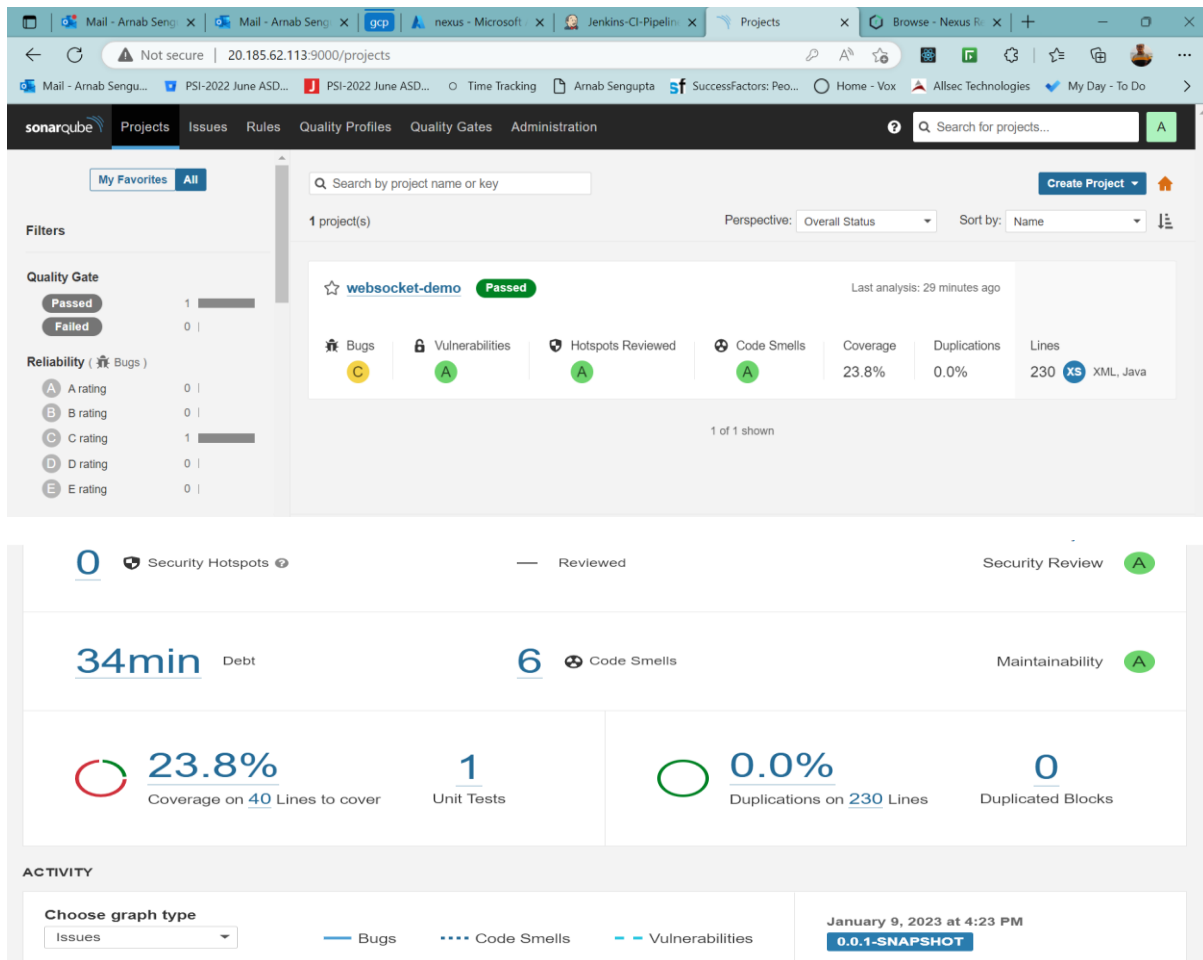 Mail - Arnab Seng
Mail - Arnab Seng
gcp
nexus - Microsoft
Jenkins-CI-Pipelin
Projects
Browse - Nexus Re
Not secure | 20.185.62.113:9000/projects
Mail - Arnab Sengu...
PSI-2022 June ASD...
PSI-2022 June ASD...
Time Tracking
Arnab Sengupta
SuccessFactors: Peo...
Home - Vox
Allsec Technologies
My Day - To Do
sonarqube Projects Issues Rules Quality Profiles Quality Gates Administration
Search for projects...
A
My Favorites All
Search by project name or key
Create Project
1 project(s)
Perspective: Overall Status
Sort by: Name
Filters
Quality Gate
Passed 1
Failed 0
Reliability ( Bugs )
A A rating 0
B B rating 0
C C rating 1
D D rating 0
E E rating 0
websocket-demo Passed
Last analysis: 29 minutes ago
Bugs Vulnerabilities Hotspots Reviewed Code Smells Coverage Duplications Lines
C A A A 23.8% 0.0% 230 XS XML, Java
1 of 1 shown
0 Security Hotspots ? — Reviewed Security Review A
34min Debt 6 Code Smells Maintainability A
23.8%
Coverage on 40 Lines to cover
1
Unit Tests
0.0%
Duplications on 230 Lines
0
Duplicated Blocks
ACTIVITY
Choose graph type
Issues
Bugs Code Smells Vulnerabilities
January 9, 2023 at 4:23 PM
0.0.1-SNAPSHOT